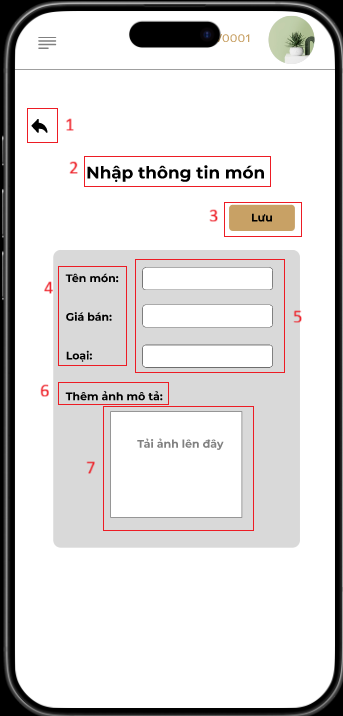 0001
1
2 Nhập thông tin món
3 Lưu
4 Tên món:
Giá bán: 5
Loại:
6 Thêm ảnh mô tả:
7 Tải ảnh lên đây